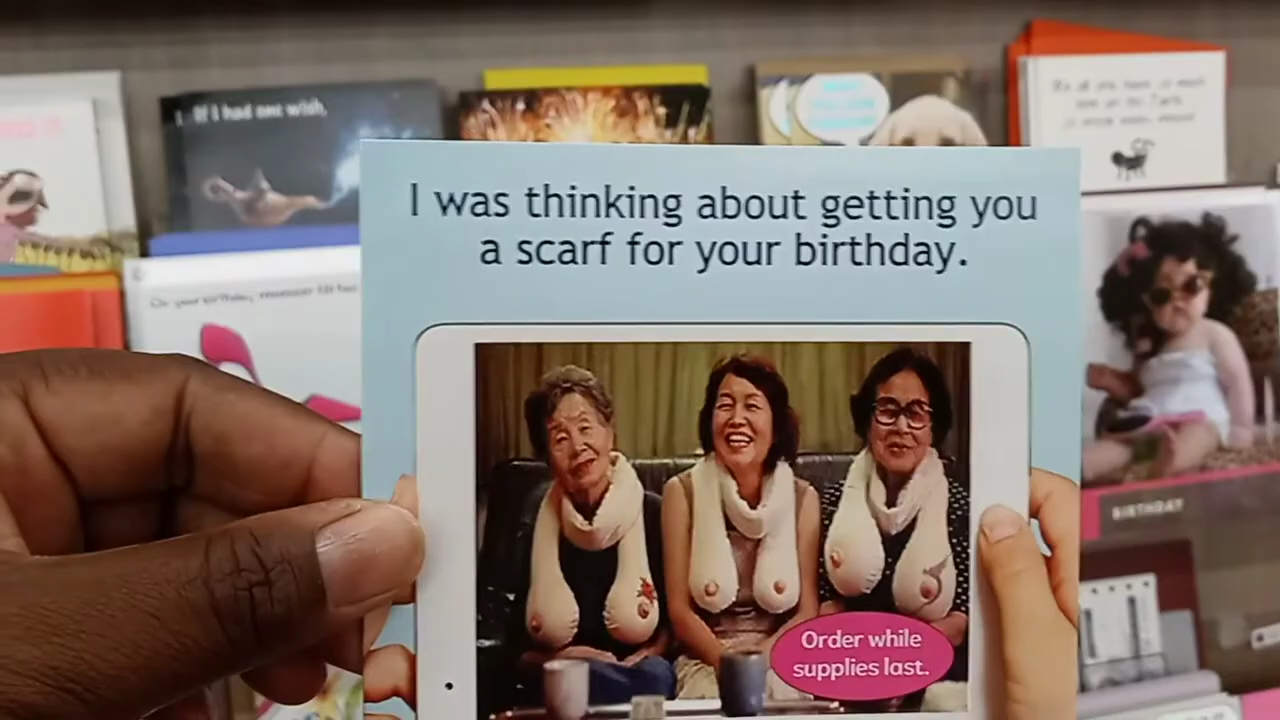 If I had one wish,
I was thinking about getting you
a scarf for your birthday.
Order while
supplies last.
BIRTHDAY